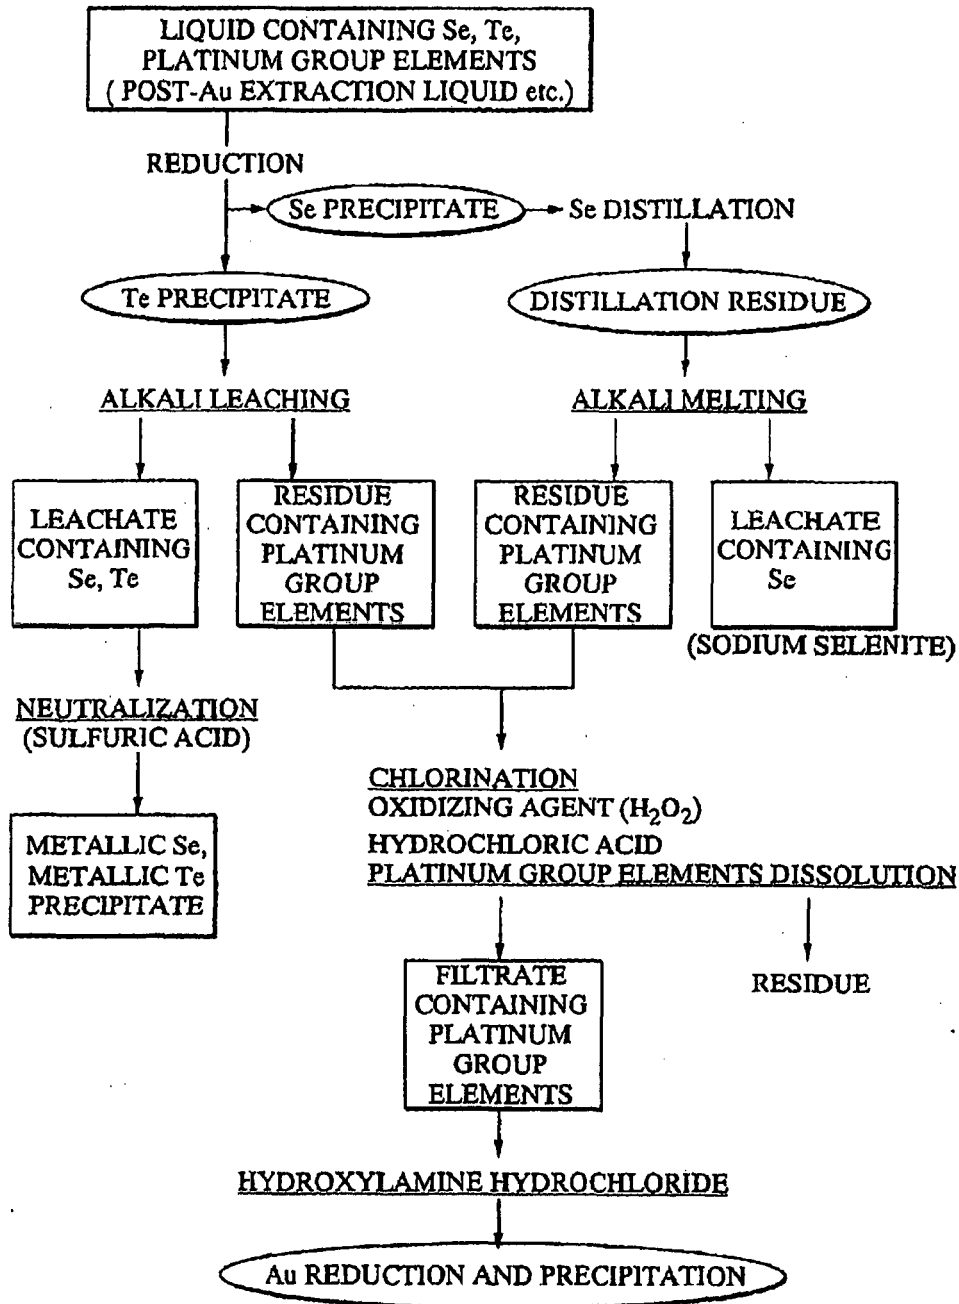 LIQUID CONTAINING Se, Te,
PLATINUM GROUP ELEMENTS
( POST-Au EXTRACTION LIQUID etc.)
REDUCTION
Se PRECIPITATE
Se DISTILLATION
Te PRECIPITATE
DISTILLATION RESIDUE
ALKALI LEACHING
ALKALI MELTING
LEACHATE
CONTAINING
Se, Te
RESIDUE
CONTAINING
PLATINUM
GROUP
ELEMENTS
RESIDUE
CONTAINING
PLATINUM
GROUP
ELEMENTS
LEACHATE
CONTAINING
Se
(SODIUM SELENITE)
NEUTRALIZATION
(SULFURIC ACID)
METALLIC Se,
METALLIC Te
PRECIPITATE
CHLORINATION
OXIDIZING AGENT (H₂O₂)
HYDROCHLORIC ACID
PLATINUM GROUP ELEMENTS DISSOLUTION
FILTRATE
CONTAINING
PLATINUM
GROUP
ELEMENTS
RESIDUE
HYDROXYLAMINE HYDROCHLORIDE
Au REDUCTION AND PRECIPITATION